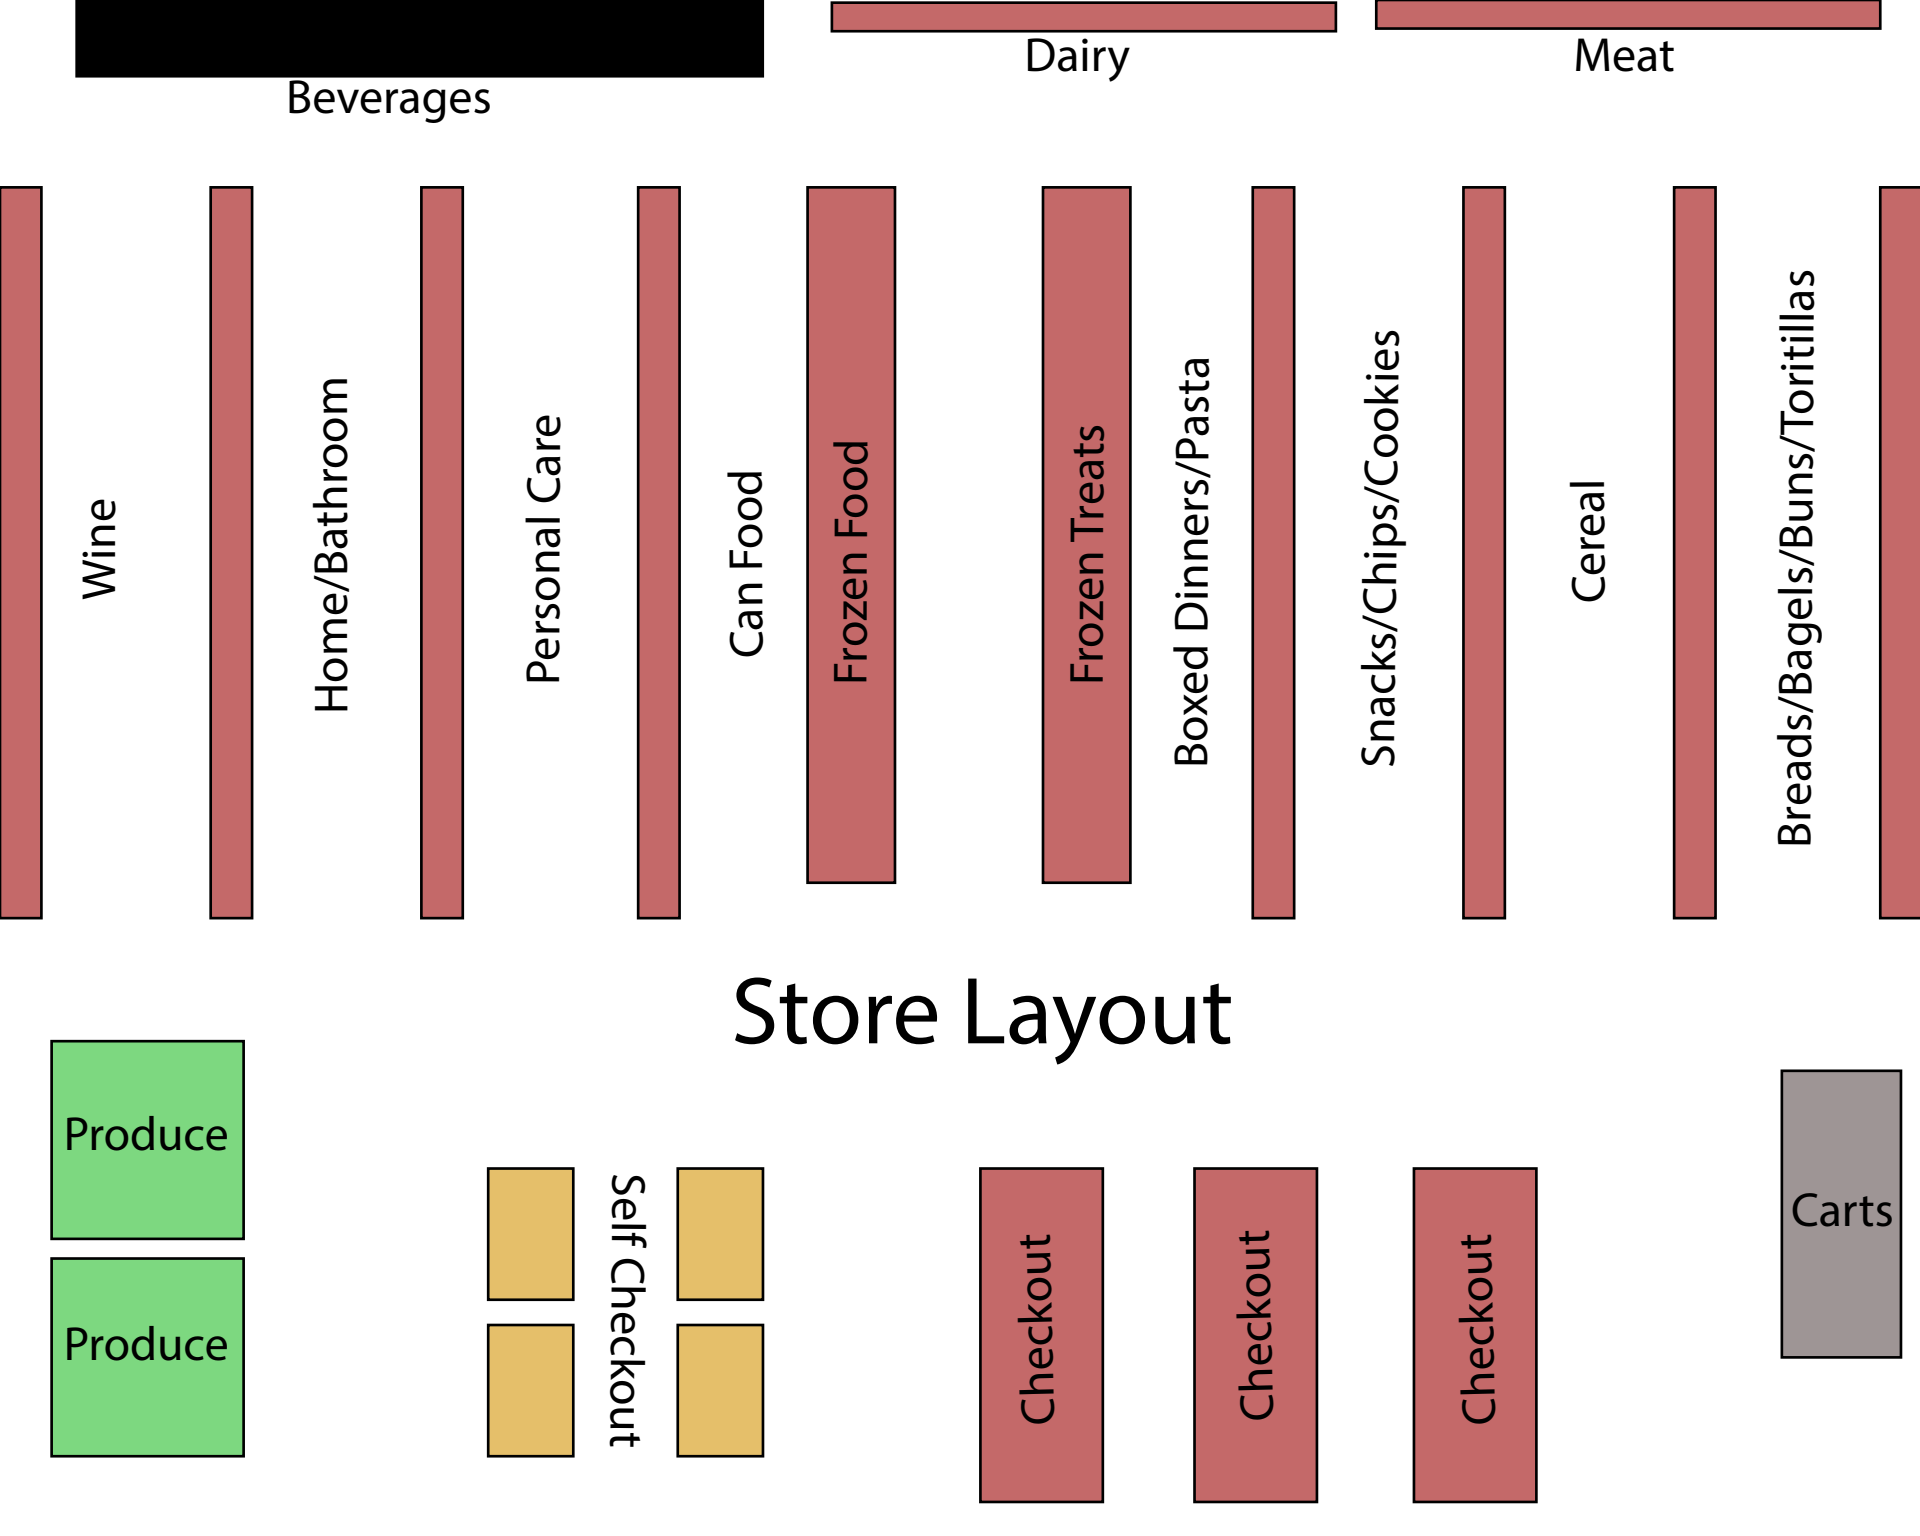 Beverages
Dairy
Meat
Wine
Home/Bathroom
Personal Care
Can Food
Frozen Food
Frozen Treats
Boxed Dinners/Pasta
Snacks/Chips/Cookies
Cereal
Breads/Bagels/Buns/Toritillas
Store Layout
Produce
Produce
Self Checkout
Checkout
Checkout
Checkout
Carts